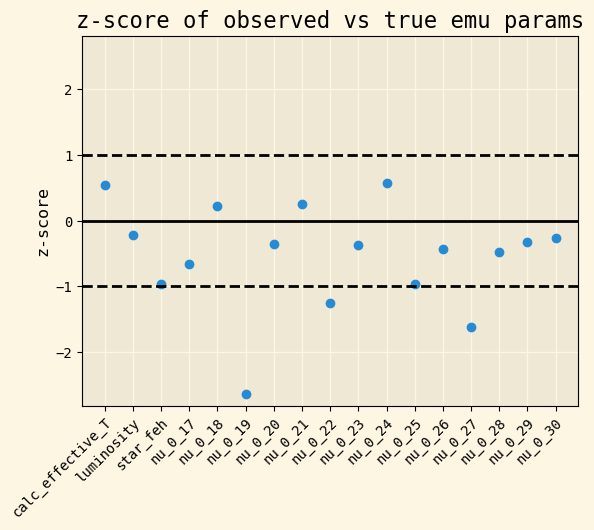 z-score of observed vs true emu params
z-score
2
1
0
−1
−2
calc_effective_T
luminosity
star_feh
nu_0_17
nu_0_18
nu_0_19
nu_0_20
nu_0_21
nu_0_22
nu_0_23
nu_0_24
nu_0_25
nu_0_26
nu_0_27
nu_0_28
nu_0_29
nu_0_30